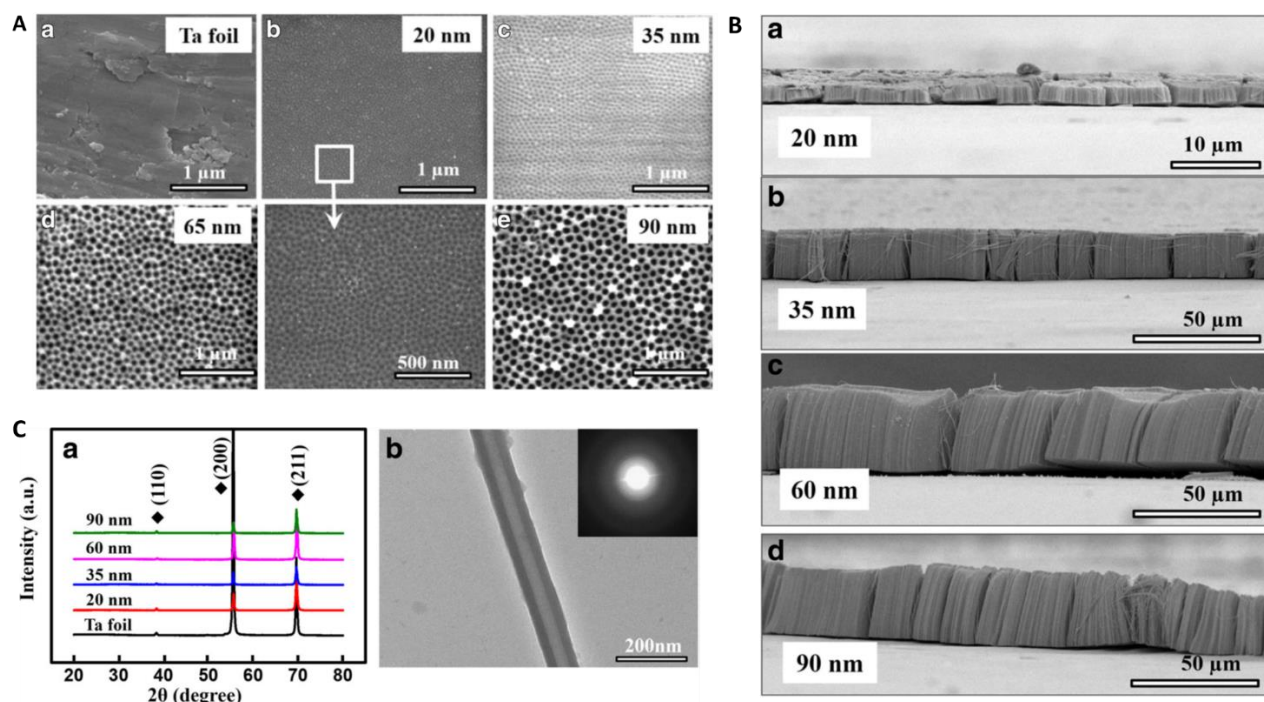 A
a
Ta foil
1 µm
b
20 nm
1 µm
c
35 nm
1 µm
d
65 nm
1 µm
500 nm
e
90 nm
1 µm
B
a
20 nm
10 µm
b
35 nm
50 µm
c
60 nm
50 µm
d
90 nm
50 µm
C
a
Intensity (a.u.)
◆ (110)
◆ (200)
◆ (211)
90 nm
60 nm
35 nm
20 nm
Ta foil
20 30 40 50 60 70 80
2θ (degree)
b
200nm